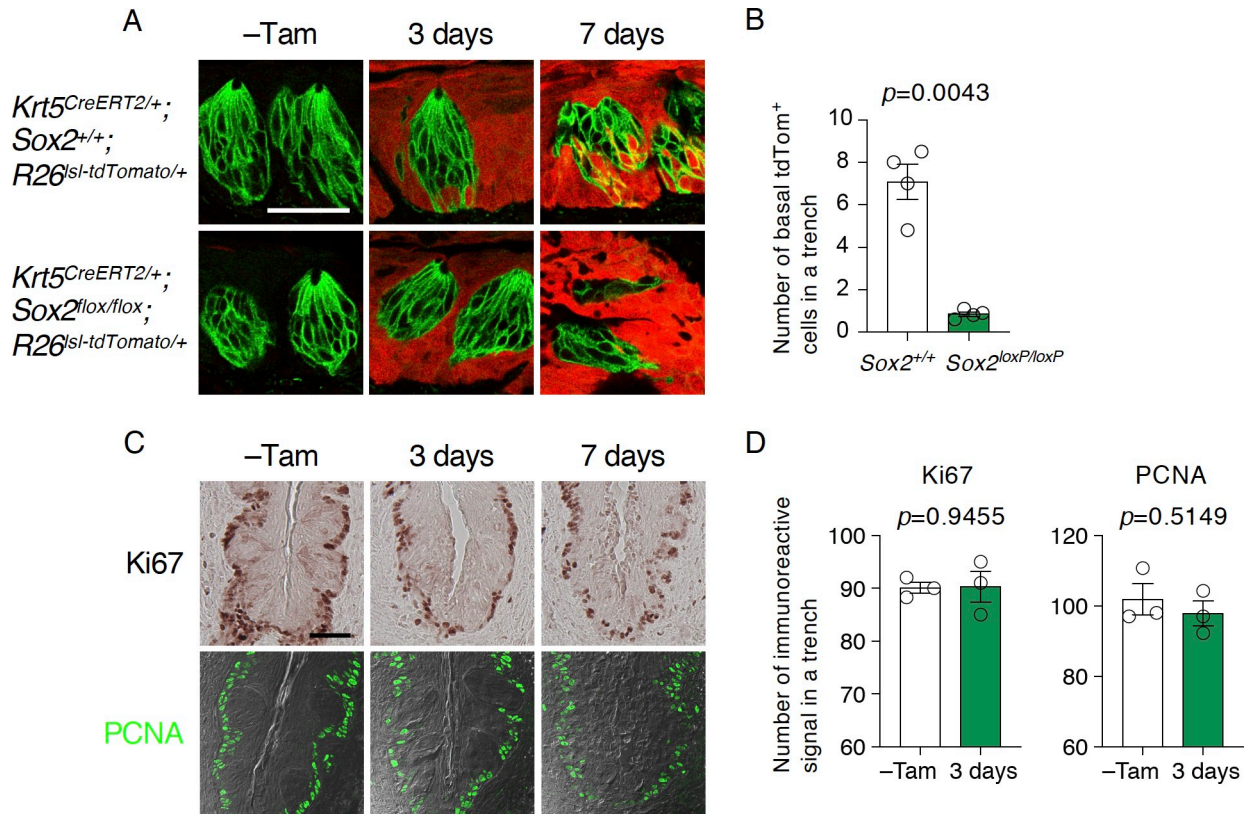 A
–Tam
3 days
7 days
Krt5CreERT2/+;
Sox2+/+;
R26lsl-tdTomato/+
Krt5CreERT2/+;
Sox2flox/flox;
R26lsl-tdTomato/+
B
p=0.0043
Number of basal tdTom+
cells in a trench
10
8
6
4
2
0
Sox2+/+
Sox2loxP/loxP
C
–Tam
3 days
7 days
Ki67
PCNA
D
Ki67
p=0.9455
Number of immunoreactive
signal in a trench
100
90
80
70
60
–Tam
3 days
PCNA
p=0.5149
120
100
80
60
–Tam
3 days